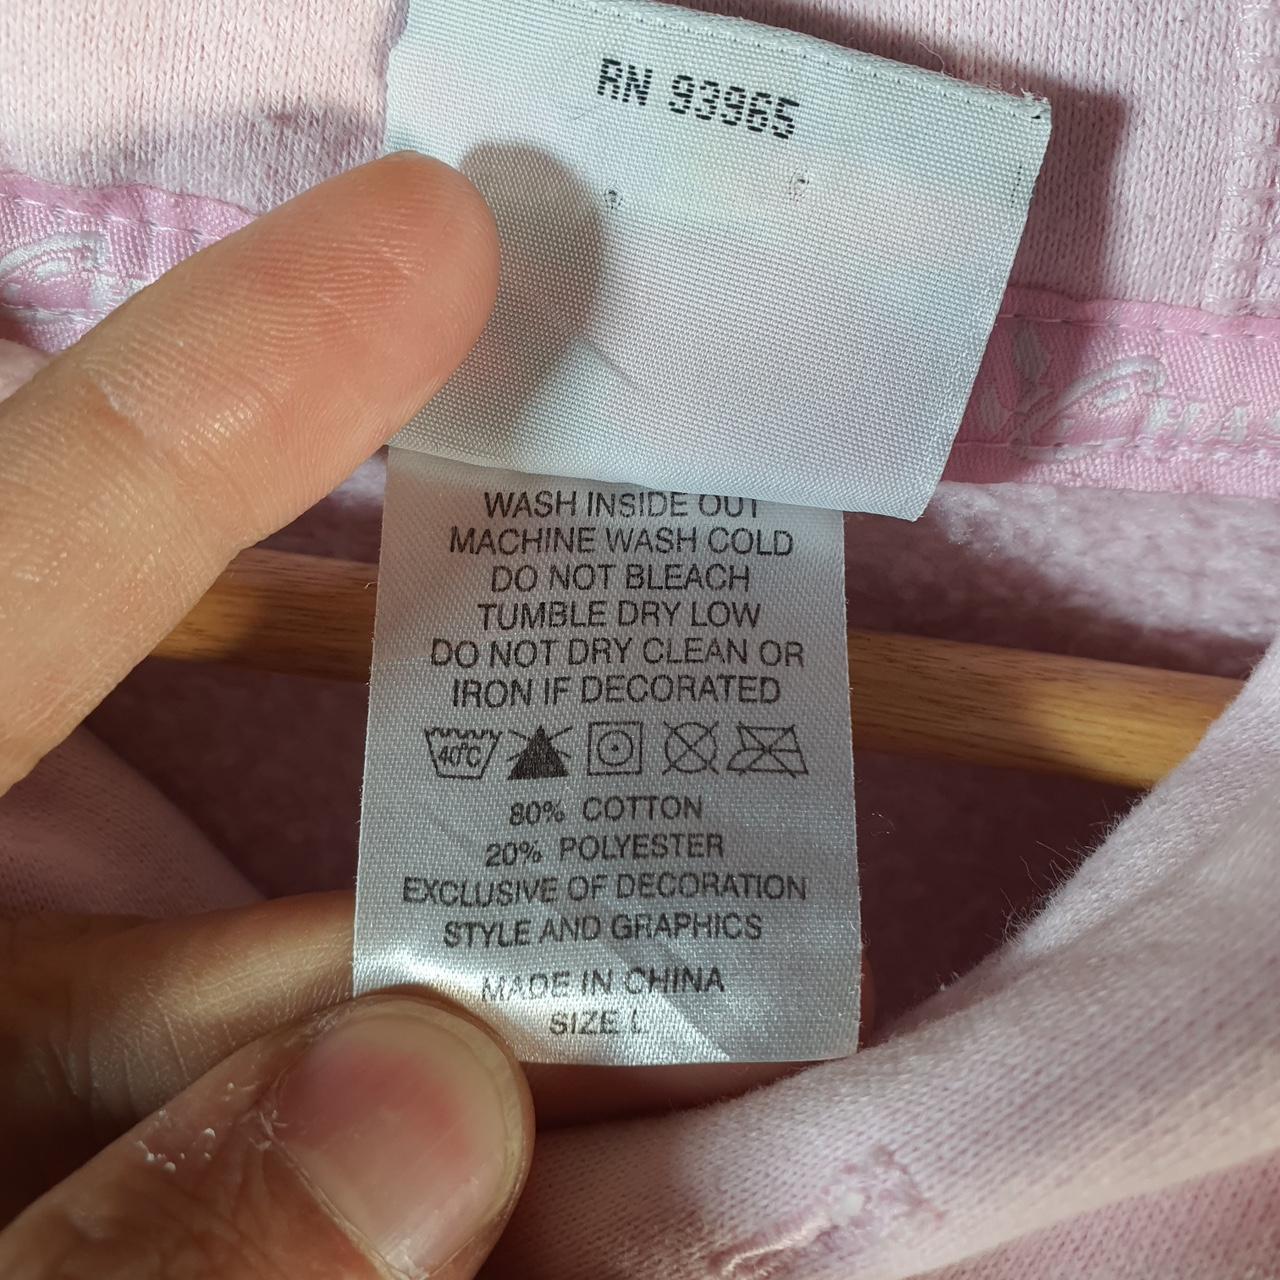 RN 93965
WASH INSIDE OUT
MACHINE WASH COLD
DO NOT BLEACH
TUMBLE DRY LOW
DO NOT DRY CLEAN OR
IRON IF DECORATED
40°C
80% COTTON
20% POLYESTER
EXCLUSIVE OF DECORATION
STYLE AND GRAPHICS
MADE IN CHINA
SIZE L